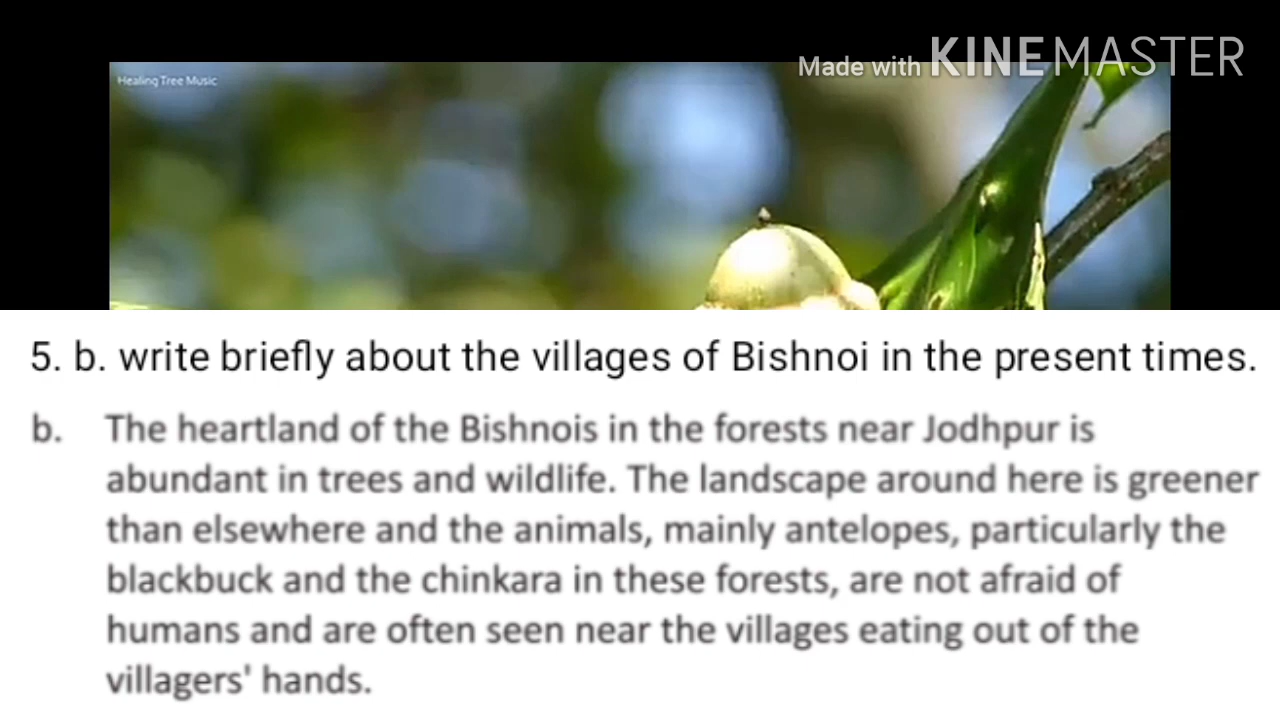 Healing Tree Music
Made with KINEMASTER
5. b. write briefly about the villages of Bishnoi in the present times.
b. The heartland of the Bishnois in the forests near Jodhpur is
abundant in trees and wildlife. The landscape around here is greener
than elsewhere and the animals, mainly antelopes, particularly the
blackbuck and the chinkara in these forests, are not afraid of
humans and are often seen near the villages eating out of the
villagers' hands.